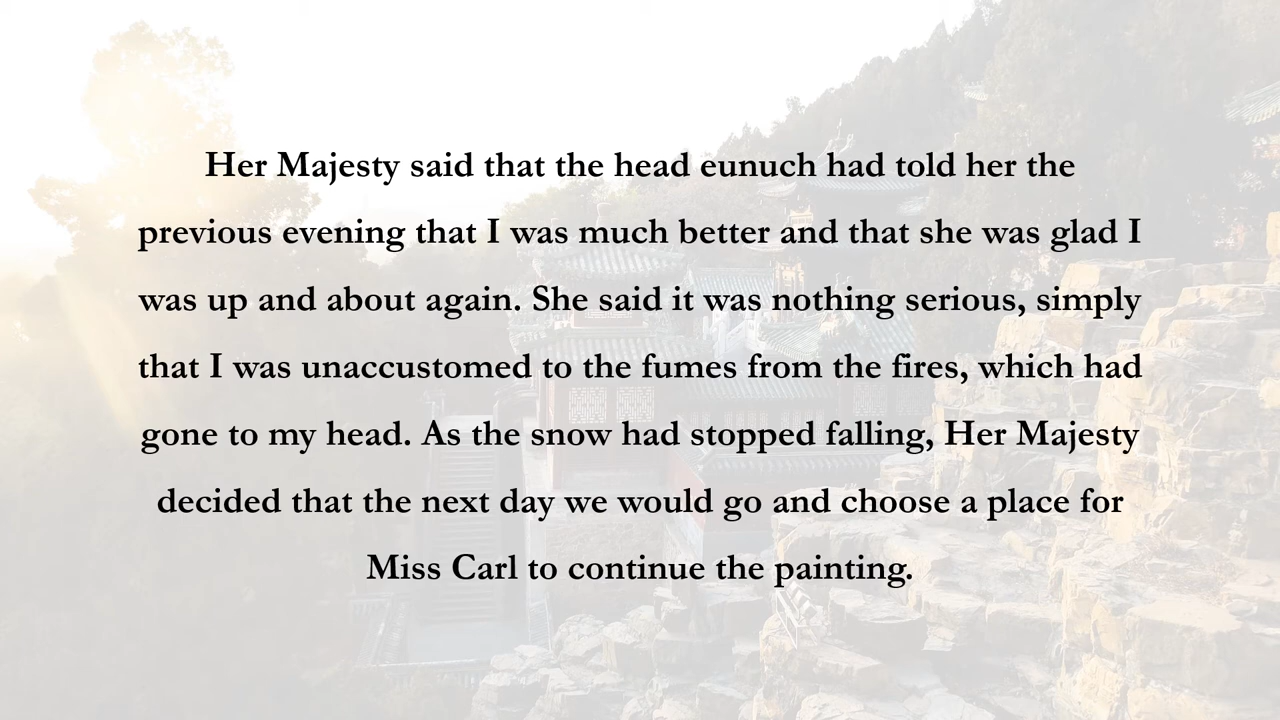 Her Majesty said that the head eunuch had told her the
previous evening that I was much better and that she was glad I
was up and about again. She said it was nothing serious, simply
that I was unaccustomed to the fumes from the fires, which had
gone to my head. As the snow had stopped falling, Her Majesty
decided that the next day we would go and choose a place for
Miss Carl to continue the painting.